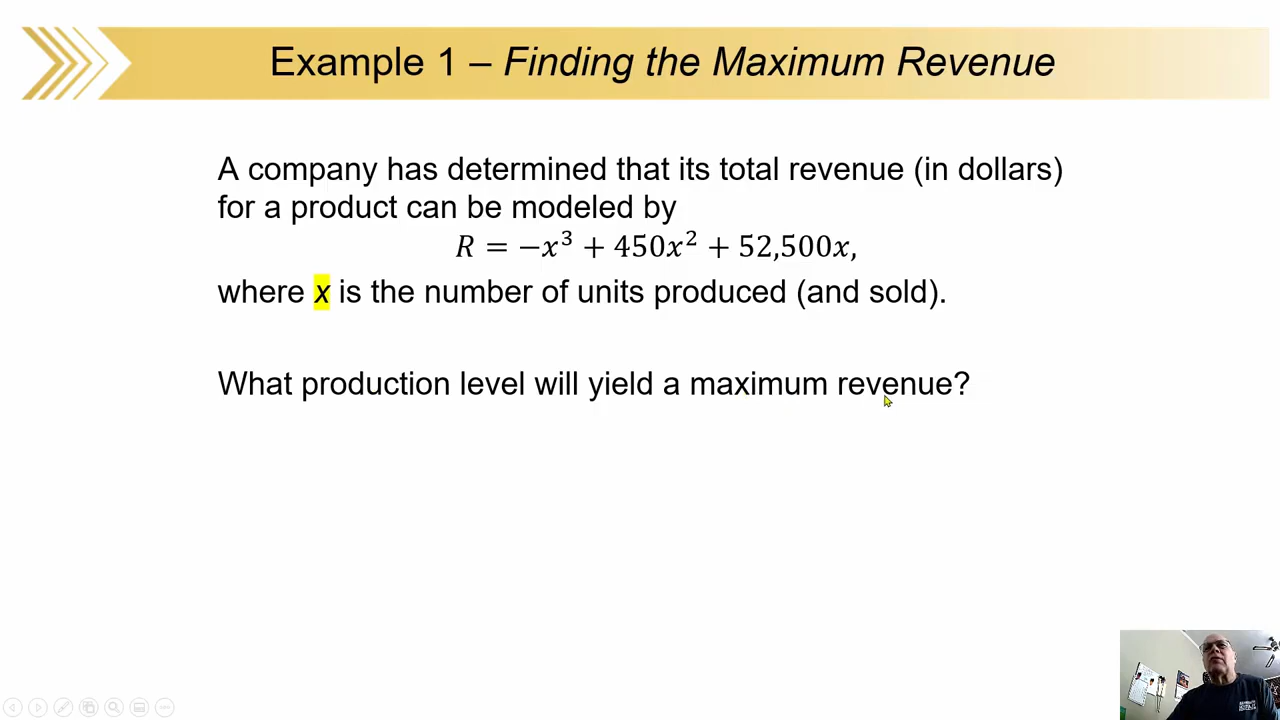 Example 1 – Finding the Maximum Revenue
A company has determined that its total revenue (in dollars)
for a product can be modeled by
R = −x³ + 450x² + 52,500x,
where x is the number of units produced (and sold).
What production level will yield a maximum revenue?